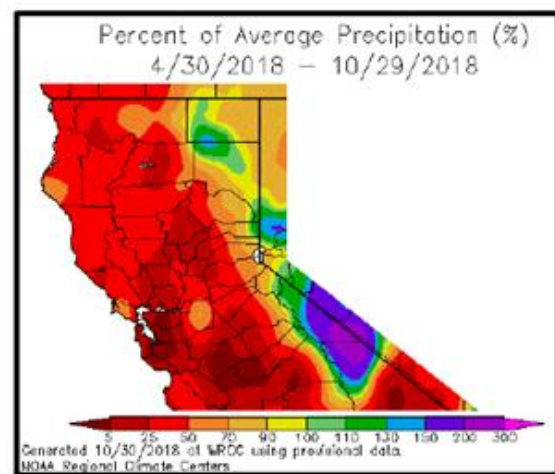 Percent of Average Precipitation (%)
4/30/2018 – 10/29/2018
5 25 50 70 90 100 110 130 150 200 300
Generated 10/30/2018 at WRCC using provisional data.
NOAA Regional Climate Centers